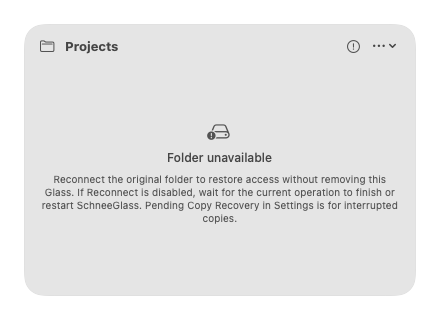 Projects
Folder unavailable
Reconnect the original folder to restore access without removing this
Glass. If Reconnect is disabled, wait for the current operation to finish or
restart SchneeGlass. Pending Copy Recovery in Settings is for interrupted
copies.